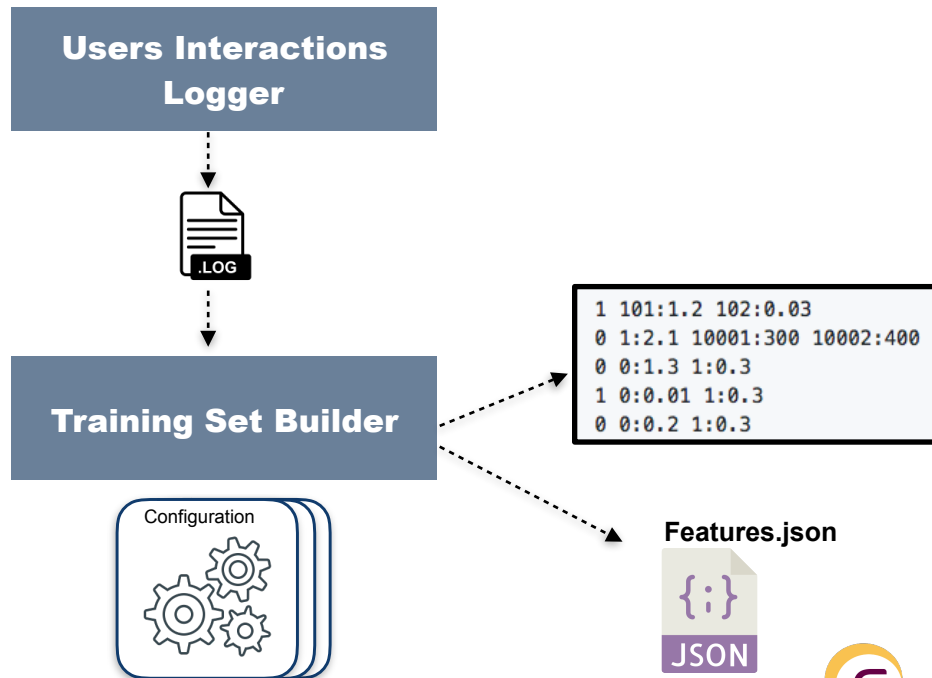 Users Interactions
Logger
.LOG
1 101:1.2 102:0.03
0 1:2.1 10001:300 10002:400
0 0:1.3 1:0.3
1 0:0.01 1:0.3
0 0:0.2 1:0.3
Training Set Builder
Configuration
Features.json
{;}
JSON